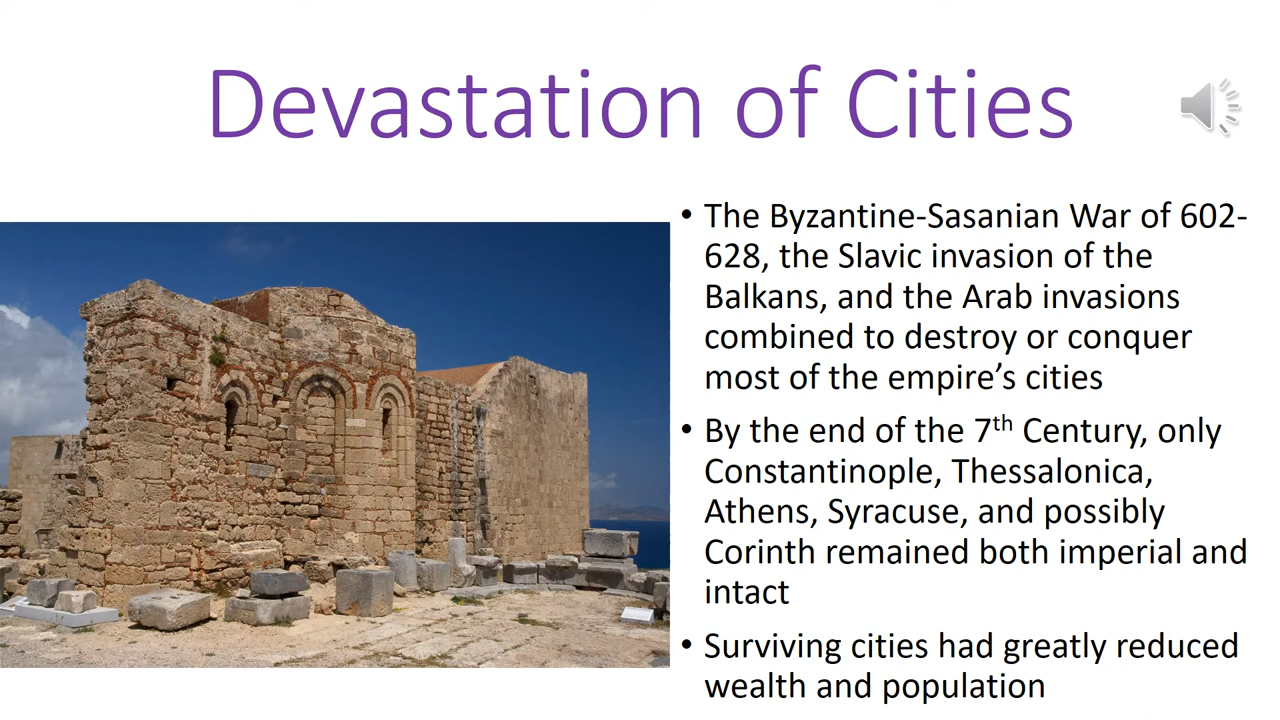 Devastation of Cities
• The Byzantine-Sasanian War of 602-
628, the Slavic invasion of the
Balkans, and the Arab invasions
combined to destroy or conquer
most of the empire’s cities
• By the end of the 7th Century, only
Constantinople, Thessalonica,
Athens, Syracuse, and possibly
Corinth remained both imperial and
intact
• Surviving cities had greatly reduced
wealth and population